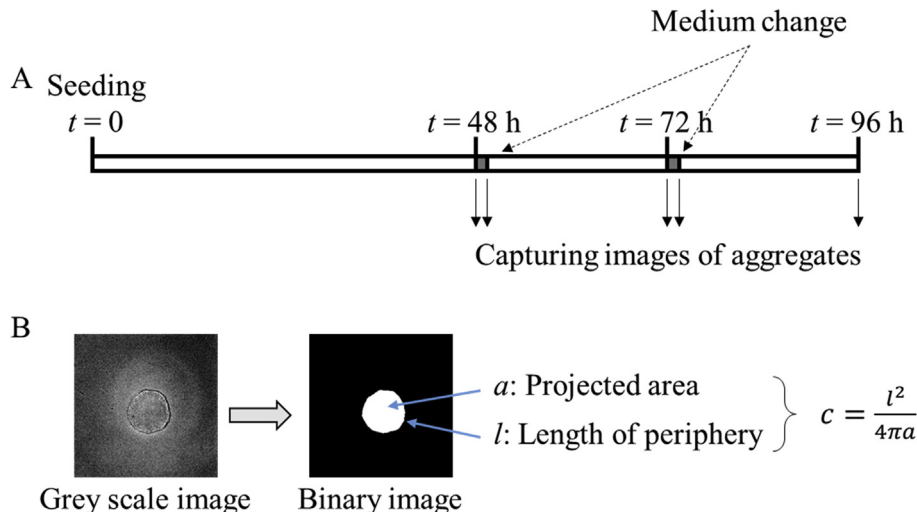 Medium change
A Seeding
t = 0 t = 48 h t = 72 h t = 96 h
Capturing images of aggregates
B
a: Projected area
l: Length of periphery
c = l²/4πa
Grey scale image Binary image